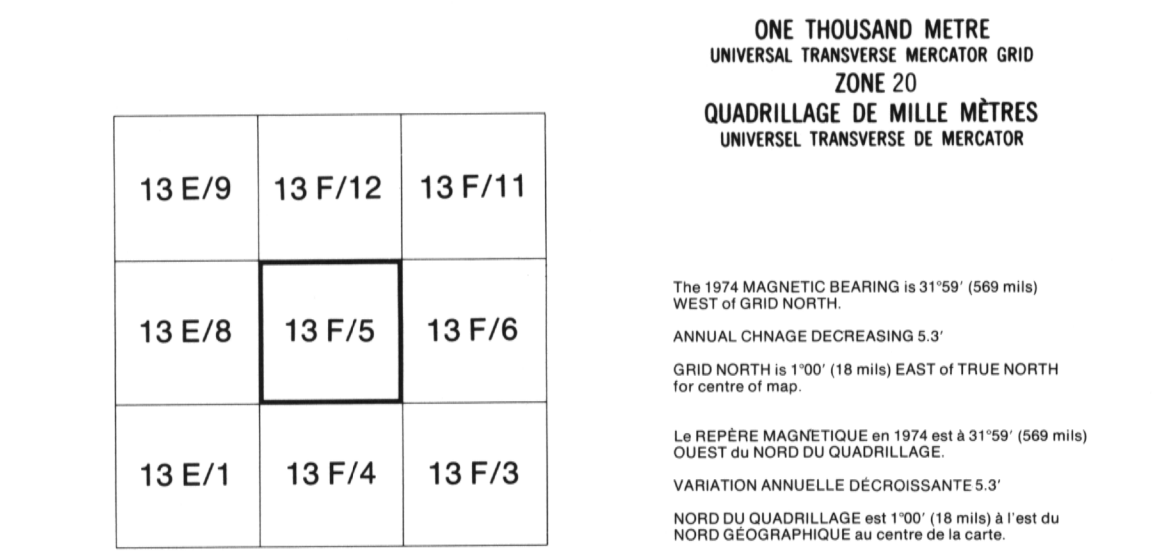 ONE THOUSAND METRE
UNIVERSAL TRANSVERSE MERCATOR GRID
ZONE 20
QUADRILLAGE DE MILLE MÈTRES
UNIVERSEL TRANSVERSE DE MERCATOR
13 E/9 13 F/12 13 F/11
13 E/8 13 F/5 13 F/6
13 E/1 13 F/4 13 F/3
The 1974 MAGNETIC BEARING is 31°59′ (569 mils)
WEST of GRID NORTH.
ANNUAL CHNAGE DECREASING 5.3′
GRID NORTH is 1°00′ (18 mils) EAST of TRUE NORTH
for centre of map.
Le REPÈRE MAGNETIQUE en 1974 est à 31°59′ (569 mils)
OUEST du NORD DU QUADRILLAGE.
VARIATION ANNUELLE DÉCROISSANTE 5.3′
NORD DU QUADRILLAGE est 1°00′ (18 mils) à l'est du
NORD GÉOGRAPHIQUE au centre de la carte.